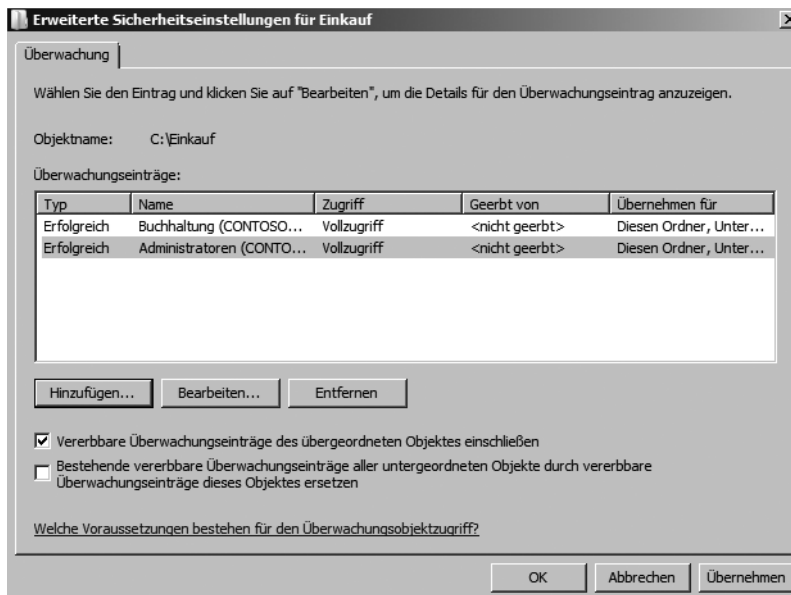 Erweiterte Sicherheitseinstellungen für Einkauf
Überwachung
Wählen Sie den Eintrag und klicken Sie auf "Bearbeiten", um die Details für den Überwachungseintrag anzuzeigen.
Objektname: C:\Einkauf
Überwachungseinträge:
Typ Name Zugriff Geerbt von Übernehmen für
Erfolgreich Buchhaltung (CONTOSO... Vollzugriff <nicht geerbt> Diesen Ordner, Unter...
Erfolgreich Administratoren (CONTO... Vollzugriff <nicht geerbt> Diesen Ordner, Unter...
Hinzufügen... Bearbeiten... Entfernen
Vererbbare Überwachungseinträge des übergeordneten Objektes einschließen
Bestehende vererbbare Überwachungseinträge aller untergeordneten Objekte durch vererbbare
Überwachungseinträge dieses Objektes ersetzen
Welche Voraussetzungen bestehen für den Überwachungsobjektzugriff?
OK Abbrechen Übernehmen